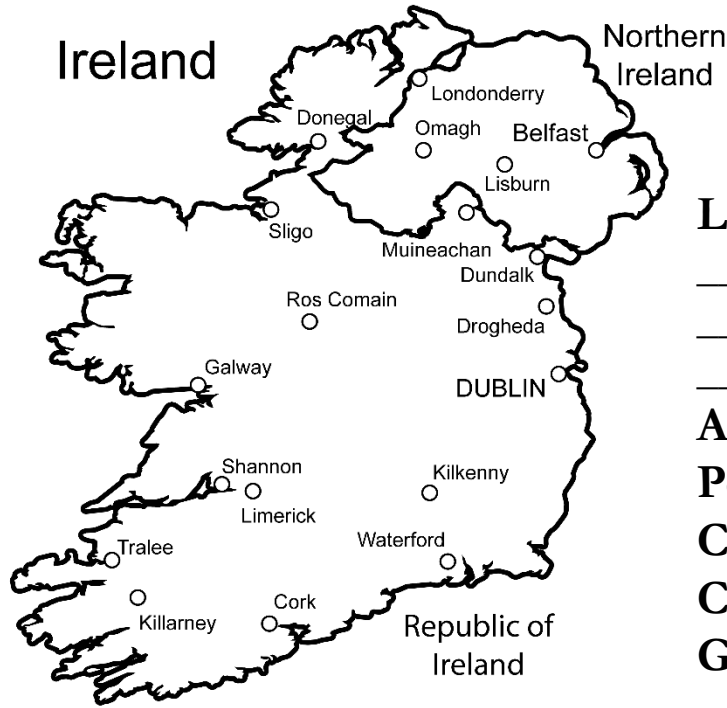 Ireland
Northern
Ireland
Londonderry
Donegal
Omagh
Belfast
Lisburn
L
Sligo
Muineachan
Dundalk
Ros Comain
Drogheda
Galway
DUBLIN
A
Shannon
Kilkenny
P
Limerick
Waterford
C
Tralee
Cork
C
Killarney
Republic of
Ireland
G